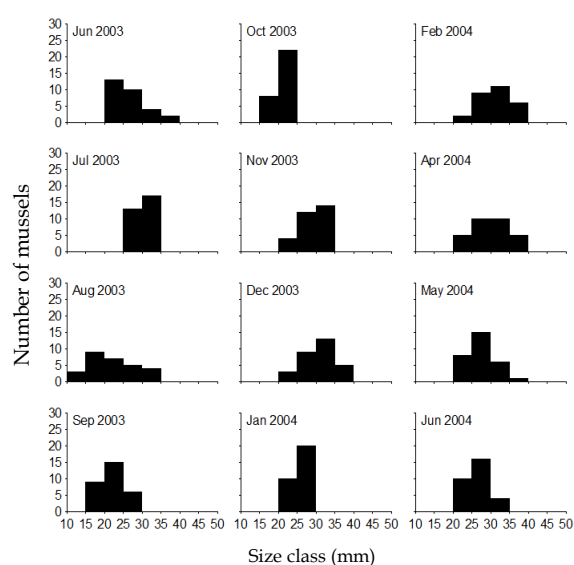 Number of mussels
Jun 2003
Oct 2003
Feb 2004
30
25
20
15
10
5
0
Jul 2003
Nov 2003
Apr 2004
30
25
20
15
10
5
0
Aug 2003
Dec 2003
May 2004
30
25
20
15
10
5
0
Sep 2003
Jan 2004
Jun 2004
30
25
20
15
10
5
0
10 15 20 25 30 35 40 45 50 10 15 20 25 30 35 40 45 50 10 15 20 25 30 35 40 45 50
Size class (mm)